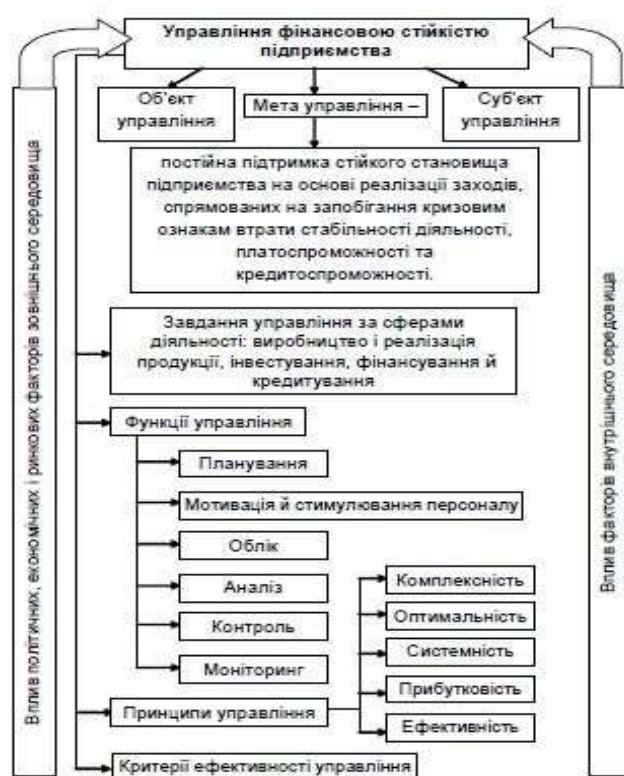 Управління фінансовою стійкістю
підприємства
Об'єкт
управління
Мета управління –
Суб'єкт
управління
постійна підтримка стійкого становища
підприємства на основі реалізації заходів,
спрямованих на запобігання кризовим
ознакам втрати стабільності діяльності,
платоспроможності та
кредитоспроможності.
Завдання управління за сферами
діяльності: виробництво і реалізація
продукції, інвестування, фінансування й
кредитування
Функції управління
Планування
Мотивація й стимулювання персоналу
Облік
Аналіз
Контроль
Моніторинг
Принципи управління
Комплексність
Оптимальність
Системність
Прибутковість
Ефективність
Критерії ефективності управління
Вплив політичних, економічних і ринкових факторів зовнішнього середовища
Вплив факторів внутрішнього середовища